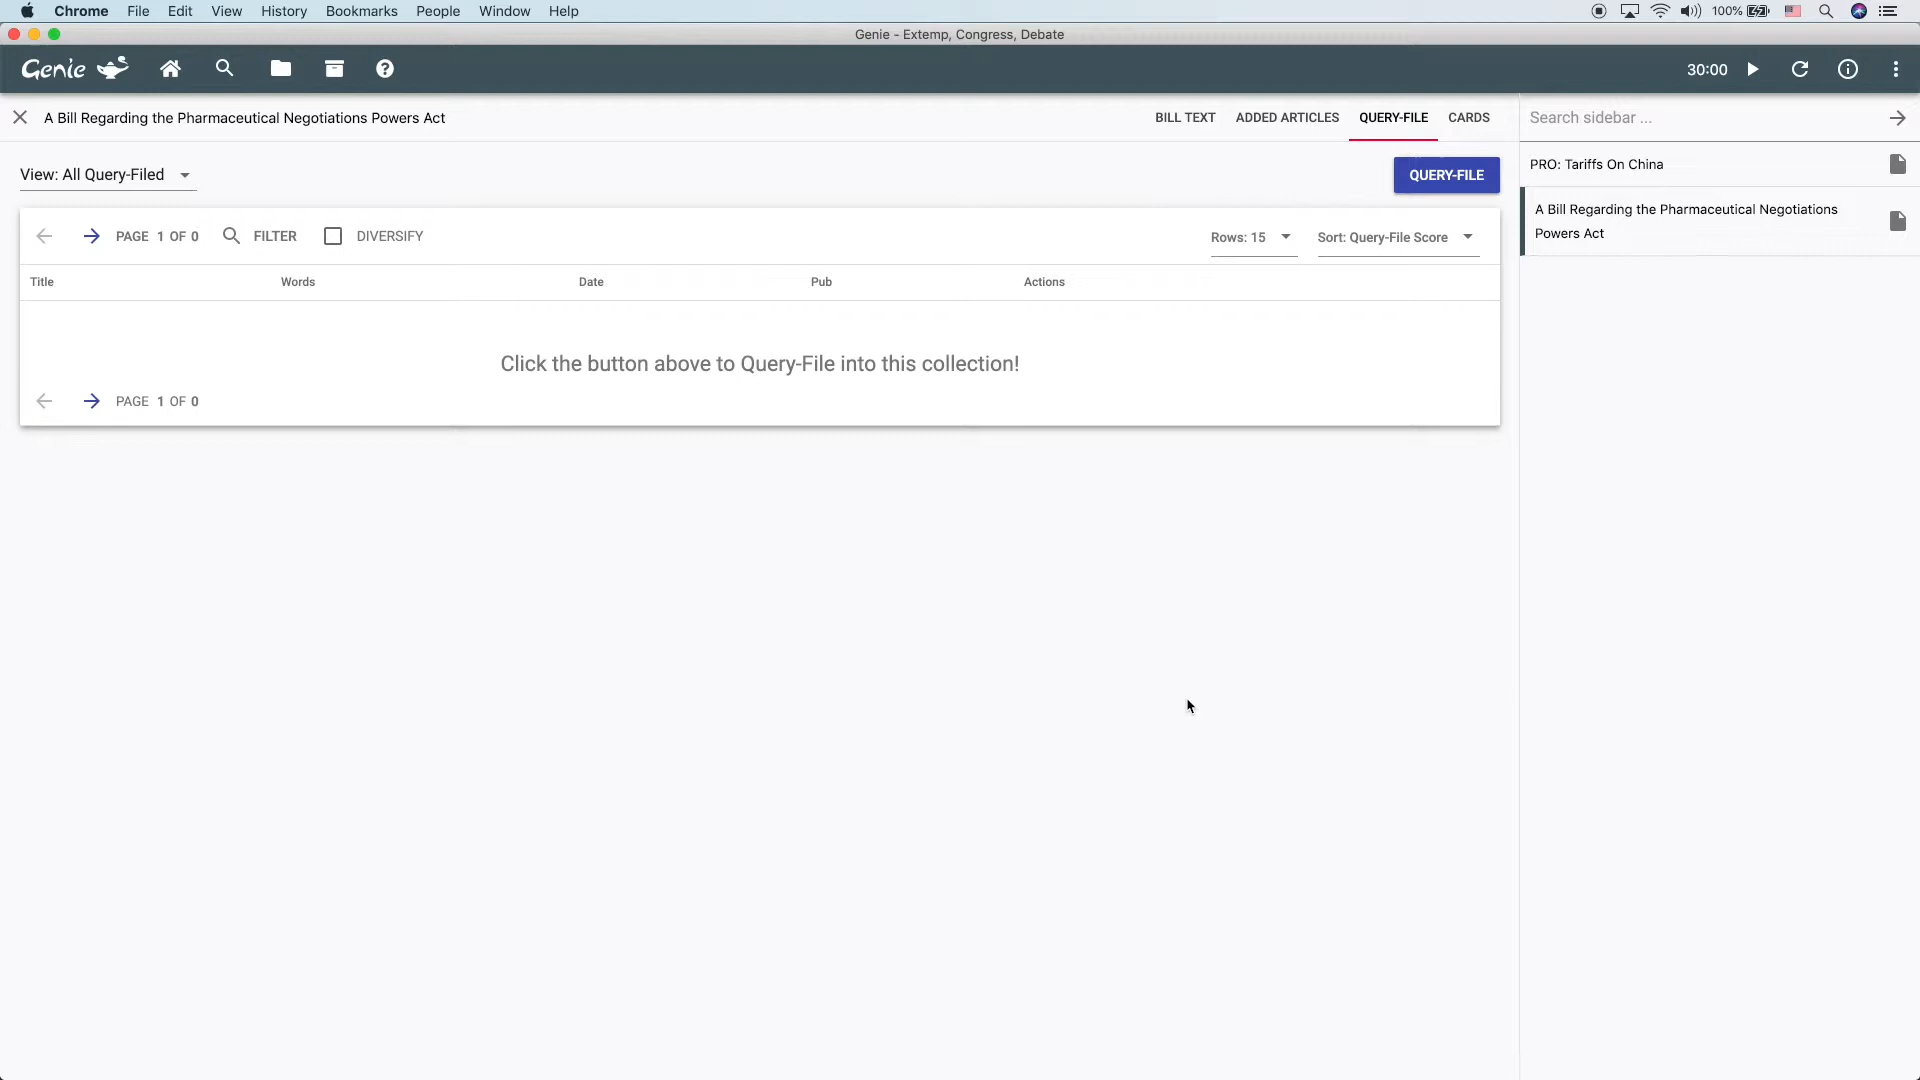 Chrome File Edit View History Bookmarks People Window Help 100%
Genie - Extemp, Congress, Debate
Genie 30:00
A Bill Regarding the Pharmaceutical Negotiations Powers Act BILL TEXT ADDED ARTICLES QUERY-FILE CARDS
Search sidebar ...
View: All Query-Filed QUERY-FILE
PRO: Tariffs On China
A Bill Regarding the Pharmaceutical Negotiations
Powers Act
PAGE 1 OF 0 FILTER DIVERSIFY Rows: 15 Sort: Query-File Score
Title Words Date Pub Actions
Click the button above to Query-File into this collection!
PAGE 1 OF 0